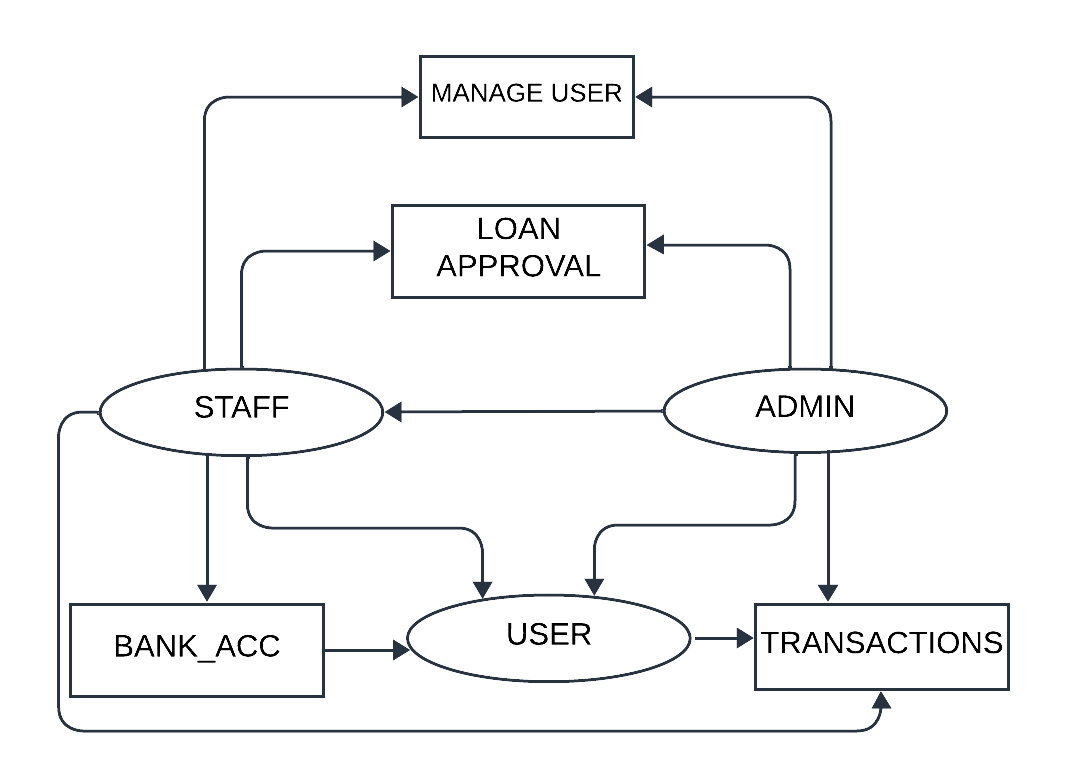 MANAGE USER
LOAN
APPROVAL
STAFF
ADMIN
BANK_ACC
USER
TRANSACTIONS